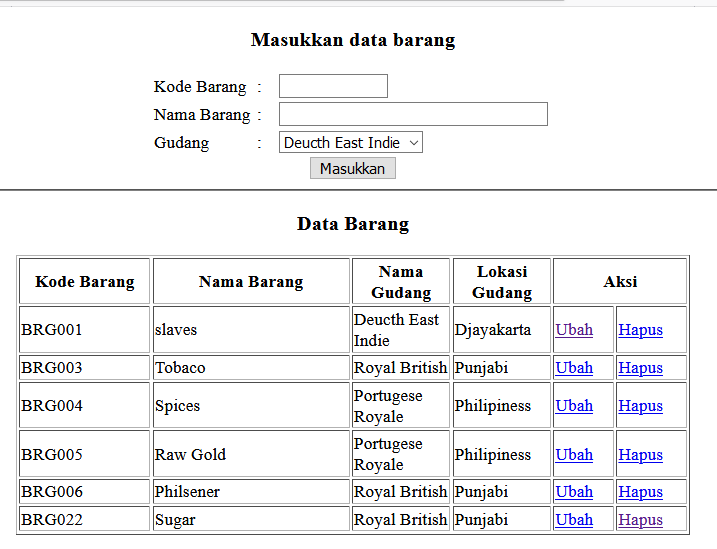 Masukkan data barang
Kode Barang :
Nama Barang :
Gudang : Deucth East Indie
Masukkan
Data Barang
Kode Barang Nama Barang Nama Gudang Lokasi Gudang Aksi
BRG001 slaves Deucth East Indie Djayakarta Ubah Hapus
BRG003 Tobaco Royal British Punjabi Ubah Hapus
BRG004 Spices Portugese Royale Philipiness Ubah Hapus
BRG005 Raw Gold Portugese Royale Philipiness Ubah Hapus
BRG006 Philsener Royal British Punjabi Ubah Hapus
BRG022 Sugar Royal British Punjabi Ubah Hapus